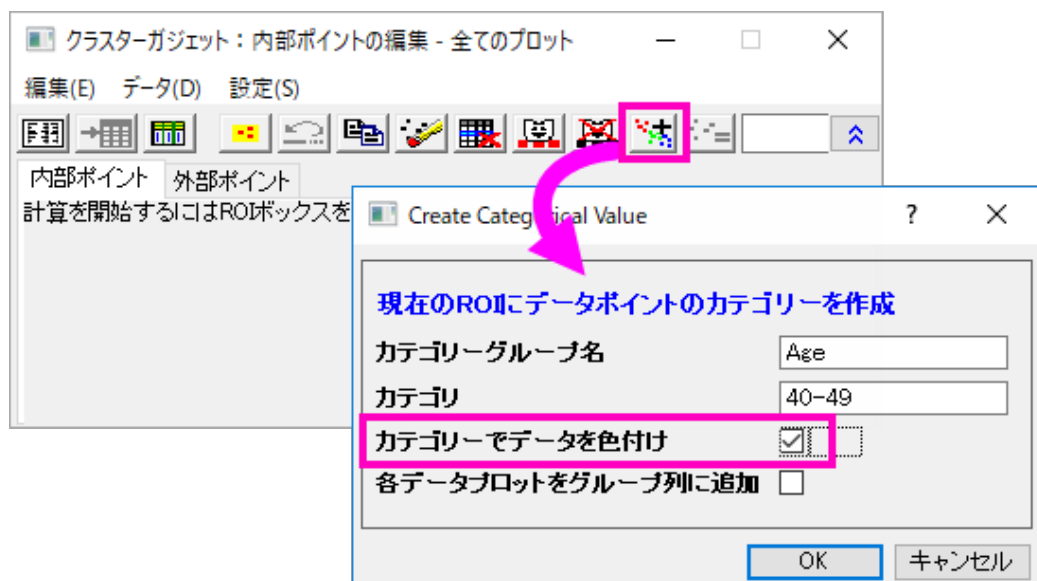 クラスターガジェット：内部ポイントの編集 - 全てのプロット
編集(E) データ(D) 設定(S)
内部ポイント 外部ポイント
計算を開始するにはROIボックスを
Create Categorical Value
現在のROIにデータポイントのカテゴリーを作成
カテゴリーグループ名 Age
カテゴリ 40-49
カテゴリーでデータを色付け
各データプロットをグループ列に追加
OK キャンセル